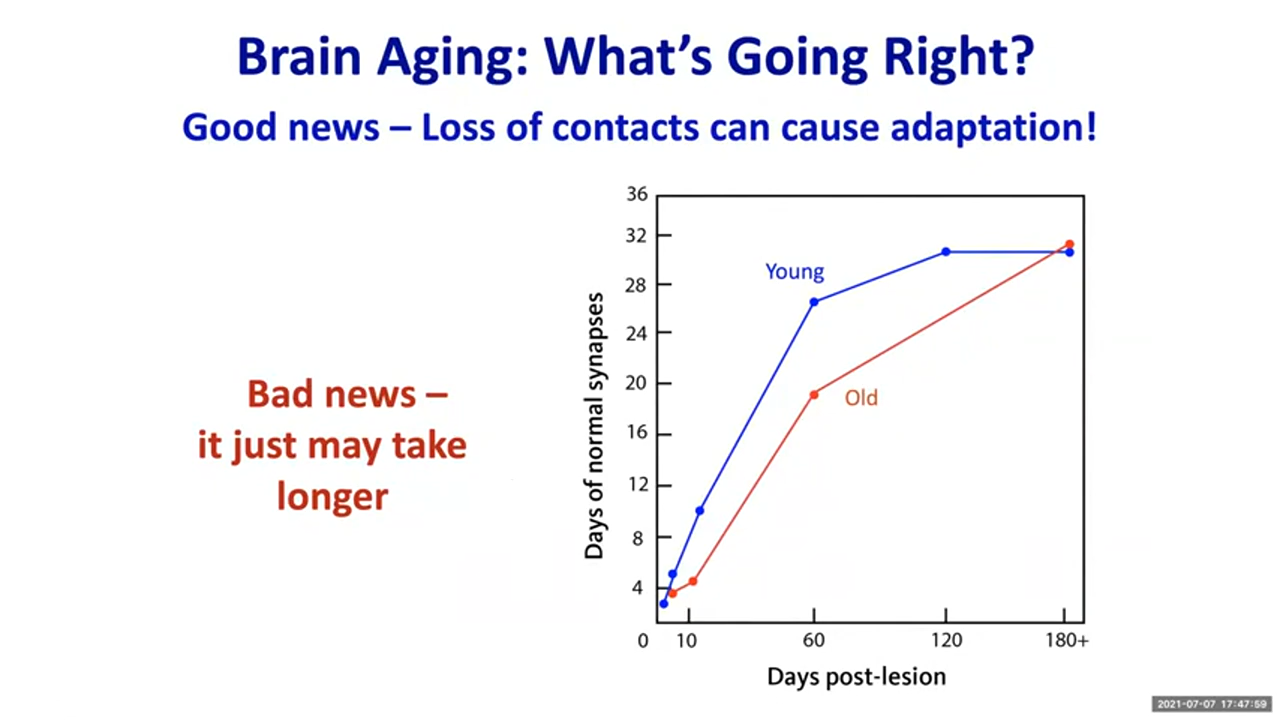 Brain Aging: What's Going Right?
Good news – Loss of contacts can cause adaptation!
Bad news –
it just may take
longer
Days of normal synapses
36
32
28
24
20
16
12
8
4
Young
Old
0 10 60 120 180+
Days post-lesion
2021-07-07 17:47:59